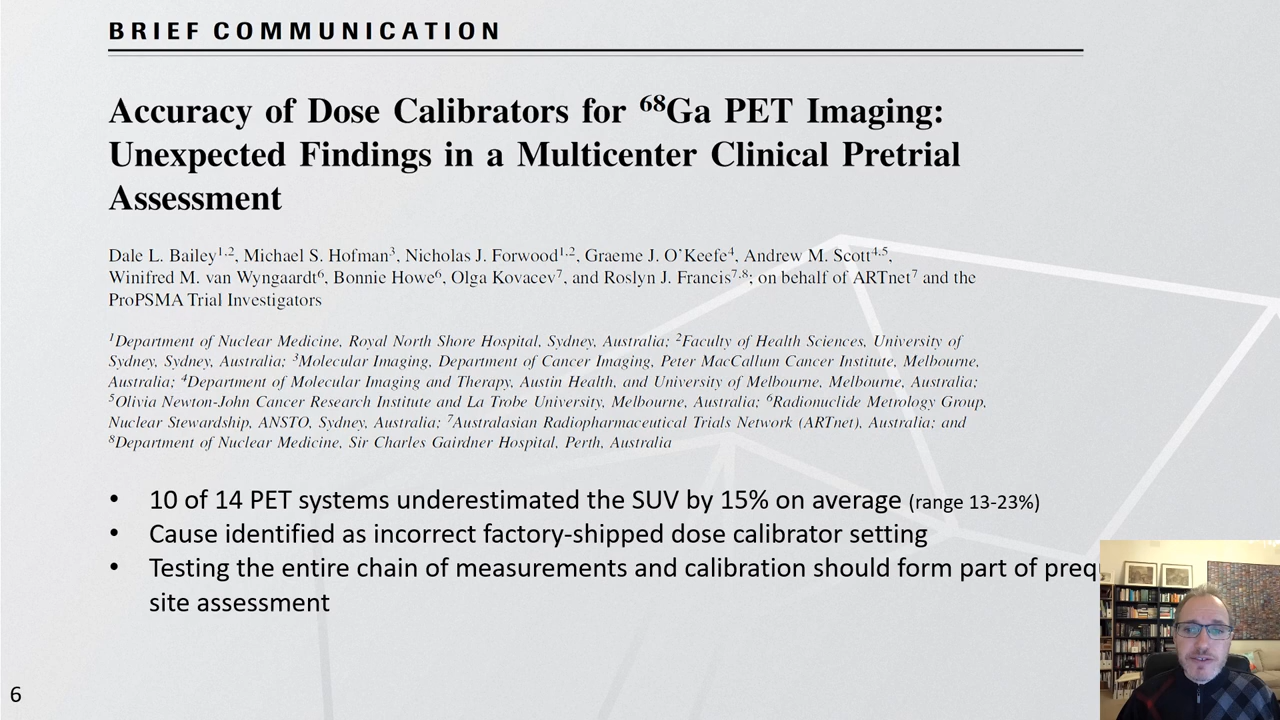 BRIEF COMMUNICATION
Accuracy of Dose Calibrators for ⁶⁸Ga PET Imaging:
Unexpected Findings in a Multicenter Clinical Pretrial
Assessment
Dale L. Bailey¹,², Michael S. Hofman³, Nicholas J. Forwood¹,², Graeme J. O'Keefe⁴, Andrew M. Scott⁴,⁵,
Winifred M. van Wyngaardt⁶, Bonnie Howe⁶, Olga Kovacev⁷, and Roslyn J. Francis⁷,⁸; on behalf of ARTnet⁷ and the
ProPSMA Trial Investigators
¹Department of Nuclear Medicine, Royal North Shore Hospital, Sydney, Australia; ²Faculty of Health Sciences, University of
Sydney, Sydney, Australia; ³Molecular Imaging, Department of Cancer Imaging, Peter MacCallum Cancer Institute, Melbourne,
Australia; ⁴Department of Molecular Imaging and Therapy, Austin Health, and University of Melbourne, Melbourne, Australia;
⁵Olivia Newton-John Cancer Research Institute and La Trobe University, Melbourne, Australia; ⁶Radionuclide Metrology Group,
Nuclear Stewardship, ANSTO, Sydney, Australia; ⁷Australasian Radiopharmaceutical Trials Network (ARTnet), Australia; and
⁸Department of Nuclear Medicine, Sir Charles Gairdner Hospital, Perth, Australia
• 10 of 14 PET systems underestimated the SUV by 15% on average (range 13-23%)
• Cause identified as incorrect factory-shipped dose calibrator setting
• Testing the entire chain of measurements and calibration should form part of preq
site assessment
6